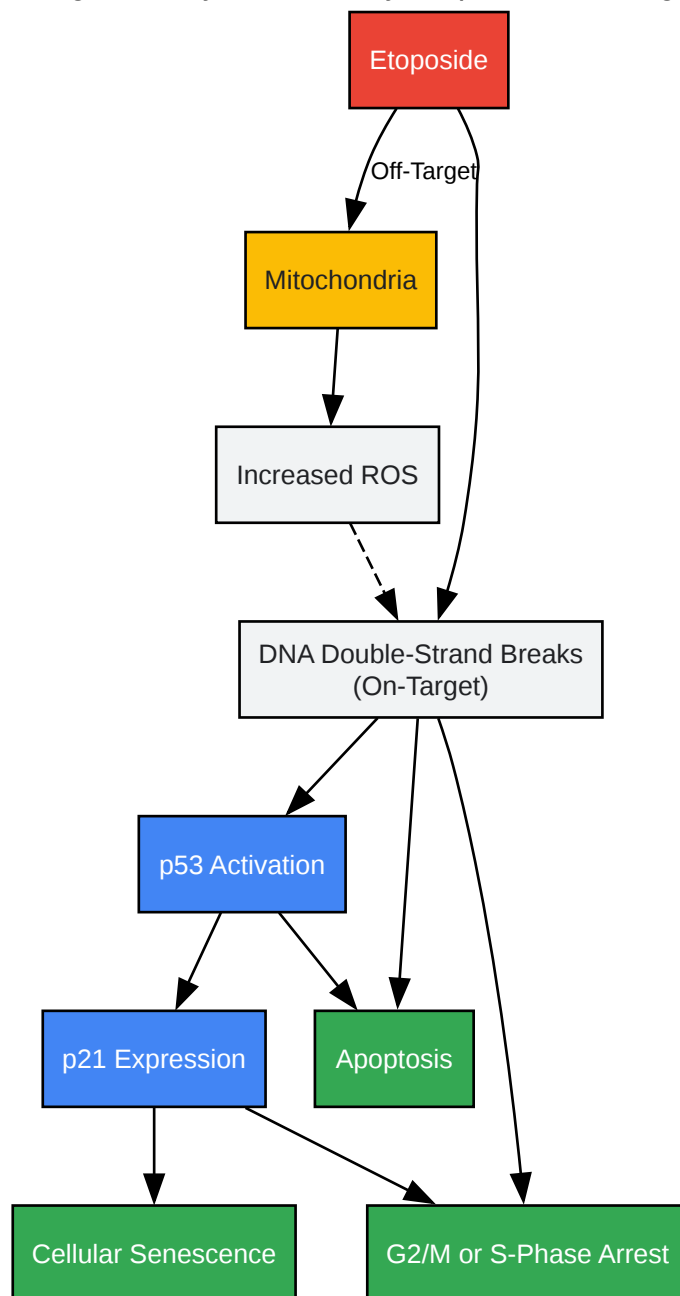 Etoposide
Off-Target
Mitochondria
Increased ROS
DNA Double-Strand Breaks
(On-Target)
p53 Activation
p21 Expression
Apoptosis
Cellular Senescence
G2/M or S-Phase Arrest